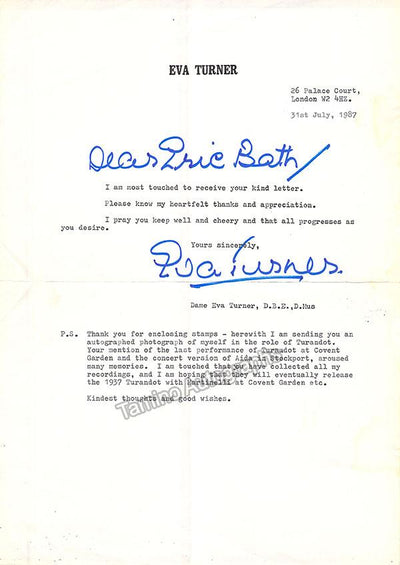 EVA TURNER
26 Palace Court,
London W2 4HZ.
31st July, 1987
Dear Eric Bath/
I am most touched to receive your kind letter.
Please know my heartfelt thanks and appreciation.
I pray you keep well and cheery and that all progresses as
you desire.
Yours sincerely,
Eva Turner.
Dame Eva Turner, D.B.E., D.Mus
P.S. Thank you for enclosing stamps - herewith I am sending you an
autographed photograph of myself in the role of Turandot.
Your mention of the last performance of Turandot at Covent
Garden and the concert version of Aida in Stockport, aroused
many memories. I am touched that you have collected all my
recordings, and I am hoping that they will eventually release
the 1937 Turandot with Martinelli at Covent Garden etc.
Kindest thoughts and good wishes.
Tamino Autographs